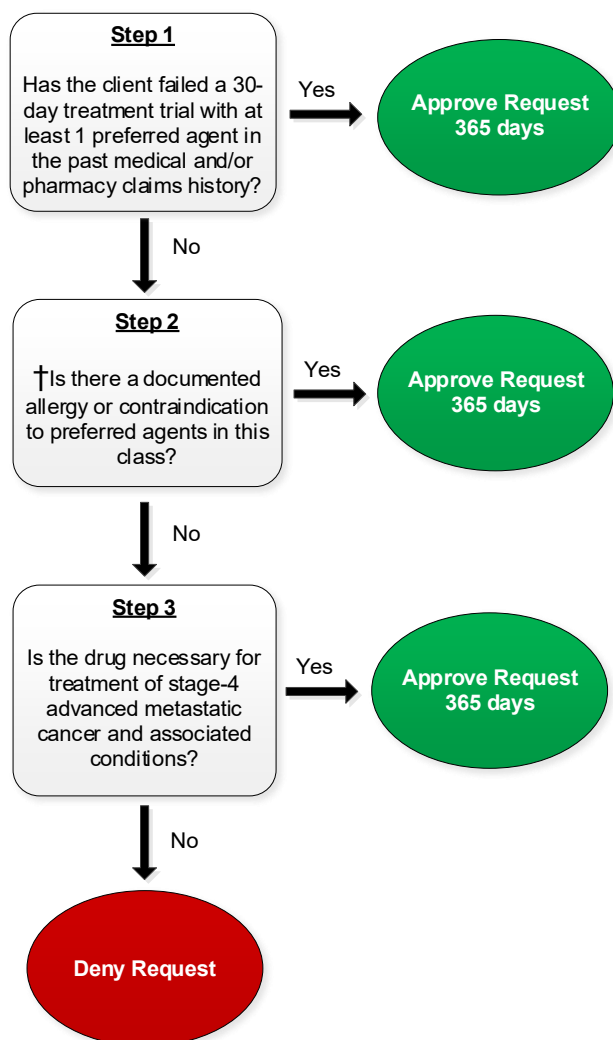 Step 1
Has the client failed a 30-
day treatment trial with at
least 1 preferred agent in
the past medical and/or
pharmacy claims history?
Yes
Approve Request
365 days
No
Step 2
†Is there a documented
allergy or contraindication
to preferred agents in this
class?
Yes
Approve Request
365 days
No
Step 3
Is the drug necessary for
treatment of stage-4
advanced metastatic
cancer and associated
conditions?
Yes
Approve Request
365 days
No
Deny Request